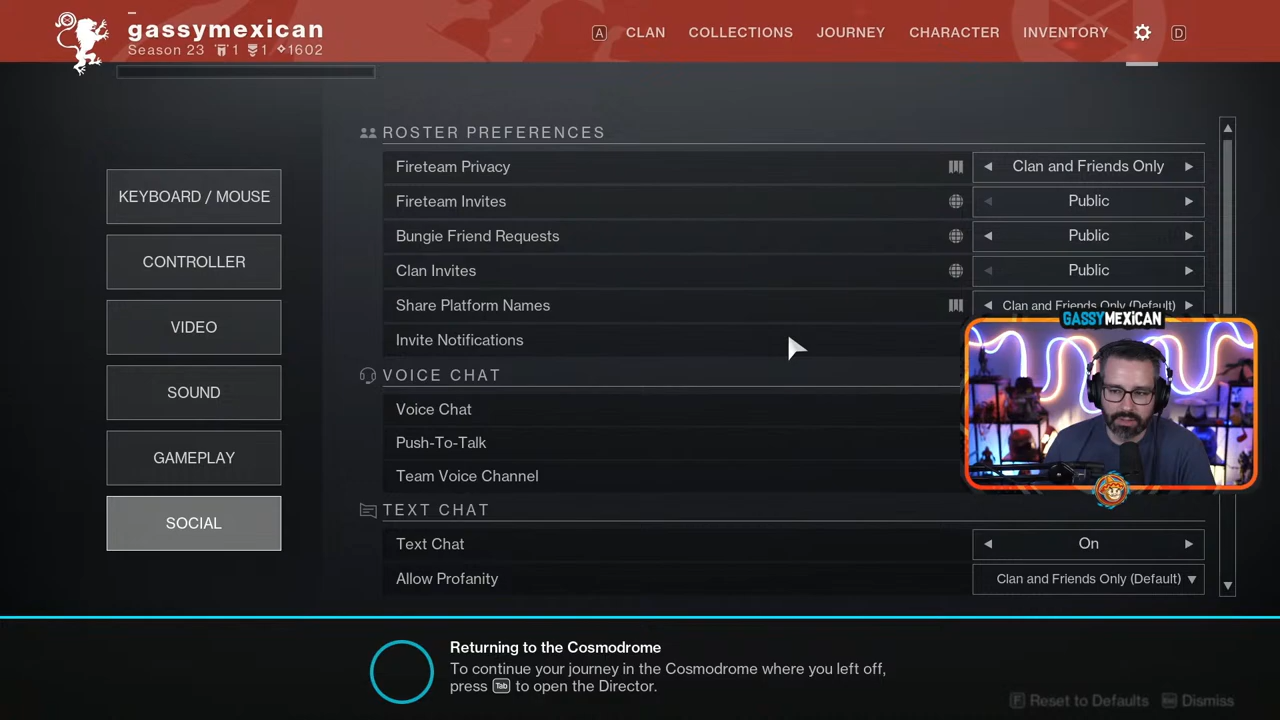 gassymexican
Season 23 1 1 1602
A CLAN COLLECTIONS JOURNEY CHARACTER INVENTORY D
ROSTER PREFERENCES
Fireteam Privacy Clan and Friends Only
Fireteam Invites Public
Bungie Friend Requests Public
Clan Invites Public
Share Platform Names Clan and Friends Only (Default)
Invite Notifications
VOICE CHAT
Voice Chat
Push-To-Talk
Team Voice Channel
TEXT CHAT
Text Chat On
Allow Profanity Clan and Friends Only (Default)
KEYBOARD / MOUSE
CONTROLLER
VIDEO
SOUND
GAMEPLAY
SOCIAL
GASSYMEXICAN
Returning to the Cosmodrome
To continue your journey in the Cosmodrome where you left off,
press Tab to open the Director.
F Reset to Defaults Dismiss